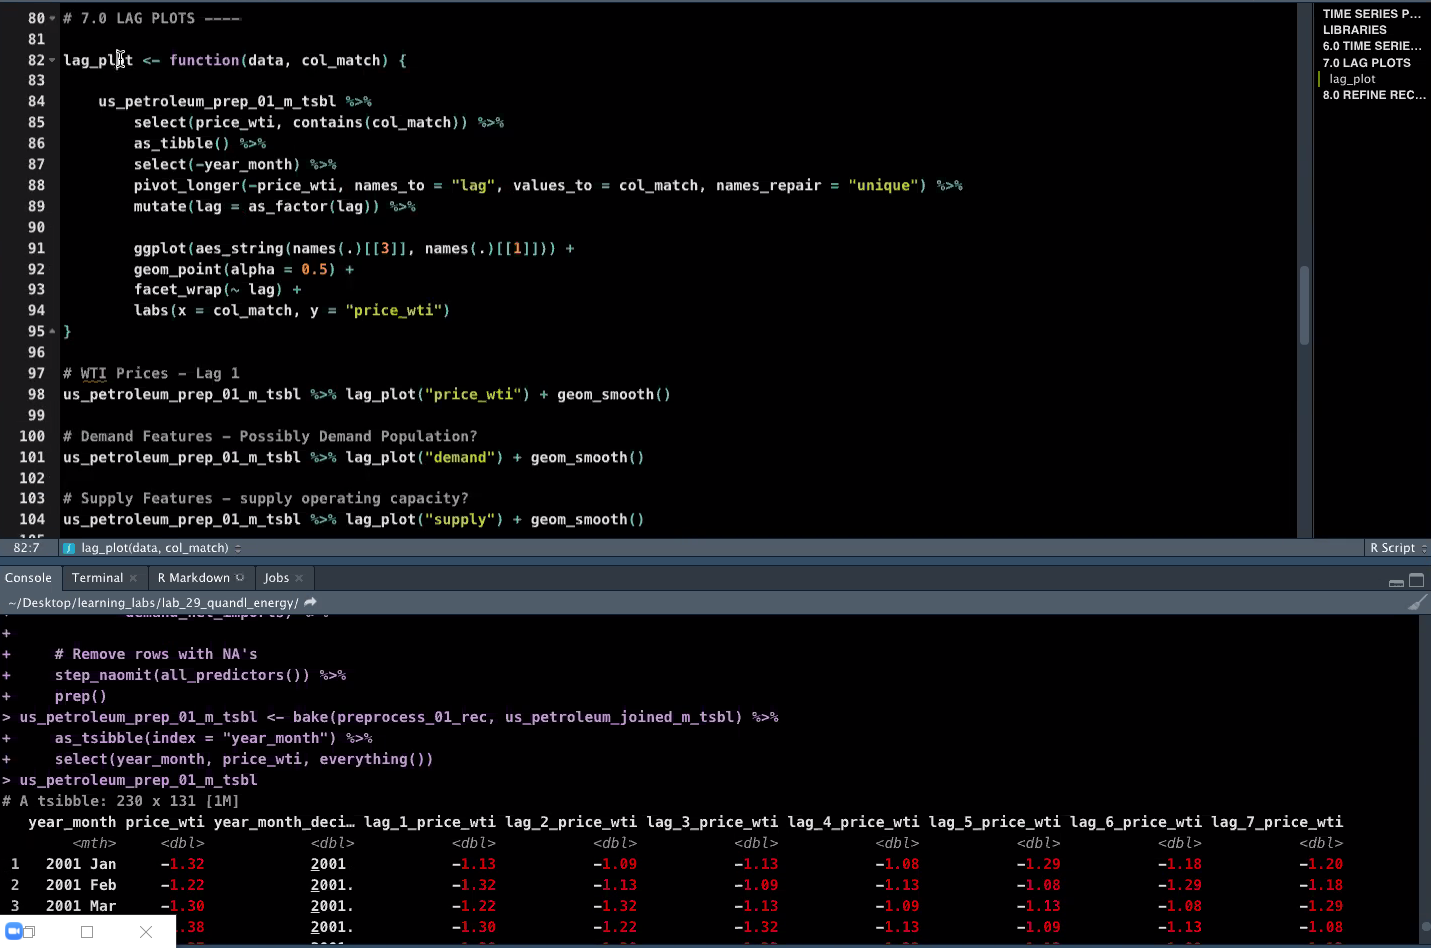 80 # 7.0 LAG PLOTS ----
81
82 lag_plot <- function(data, col_match) {
83
84 us_petroleum_prep_01_m_tsbl %>%
85 select(price_wti, contains(col_match)) %>%
86 as_tibble() %>%
87 select(-year_month) %>%
88 pivot_longer(-price_wti, names_to = "lag", values_to = col_match, names_repair = "unique") %>%
89 mutate(lag = as_factor(lag)) %>%
90
91 ggplot(aes_string(names(.)[[3]], names(.)[[1]])) +
92 geom_point(alpha = 0.5) +
93 facet_wrap(~ lag) +
94 labs(x = col_match, y = "price_wti")
95 }
96
97 # WTI Prices - Lag 1
98 us_petroleum_prep_01_m_tsbl %>% lag_plot("price_wti") + geom_smooth()
99
100 # Demand Features - Possibly Demand Population?
101 us_petroleum_prep_01_m_tsbl %>% lag_plot("demand") + geom_smooth()
102
103 # Supply Features - supply operating capacity?
104 us_petroleum_prep_01_m_tsbl %>% lag_plot("supply") + geom_smooth()
TIME SERIES P...
LIBRARIES
6.0 TIME SERIE...
7.0 LAG PLOTS
lag_plot
8.0 REFINE REC...
82:7 lag_plot(data, col_match) R Script
Console Terminal R Markdown Jobs
~/Desktop/learning_labs/lab_29_quandl_energy/
+
+ # Remove rows with NA's
+ step_naomit(all_predictors()) %>%
+ prep()
> us_petroleum_prep_01_m_tsbl <- bake(preprocess_01_rec, us_petroleum_joined_m_tsbl) %>%
+ as_tsibble(index = "year_month") %>%
+ select(year_month, price_wti, everything())
> us_petroleum_prep_01_m_tsbl
# A tsibble: 230 x 131 [1M]
year_month price_wti year_month_deci… lag_1_price_wti lag_2_price_wti lag_3_price_wti lag_4_price_wti lag_5_price_wti lag_6_price_wti lag_7_price_wti
<mth> <dbl> <dbl> <dbl> <dbl> <dbl> <dbl> <dbl> <dbl> <dbl>
1 2001 Jan -1.32 2001 -1.13 -1.09 -1.13 -1.08 -1.29 -1.18 -1.20
2 2001 Feb -1.22 2001. -1.32 -1.13 -1.09 -1.13 -1.08 -1.29 -1.18
3 2001 Mar -1.30 2001. -1.22 -1.32 -1.13 -1.09 -1.13 -1.08 -1.29
.38 2001. -1.30 -1.22 -1.32 -1.13 -1.09 -1.13 -1.08